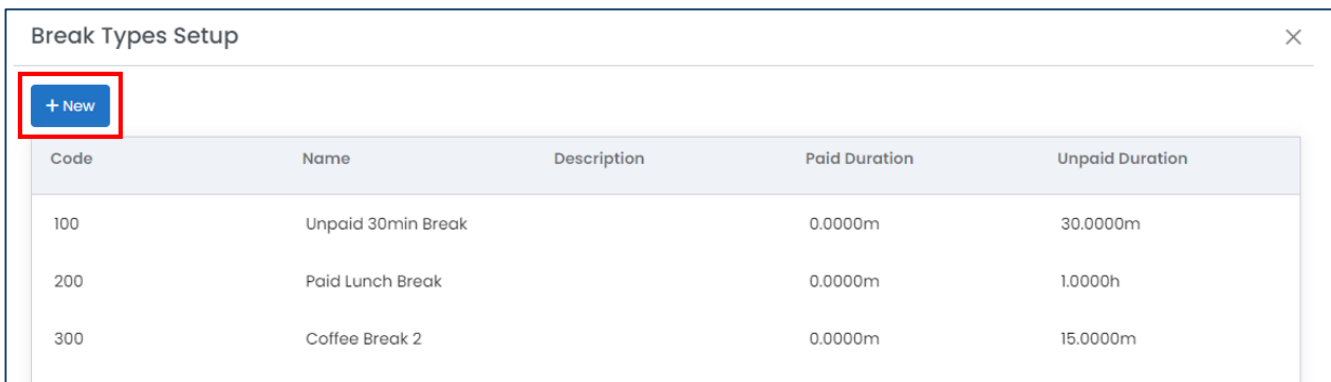 Break Types Setup
+ New
Code Name Description Paid Duration Unpaid Duration
100 Unpaid 30min Break 0.0000m 30.0000m
200 Paid Lunch Break 0.0000m 1.0000h
300 Coffee Break 2 0.0000m 15.0000m